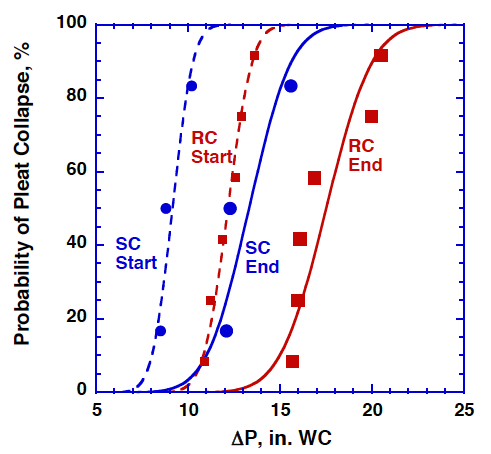 Probability of Pleat Collapse, %
100
80
60
40
20
0
RC
Start
RC
End
SC
Start
SC
End
5 10 15 20 25
ΔP, in. WC